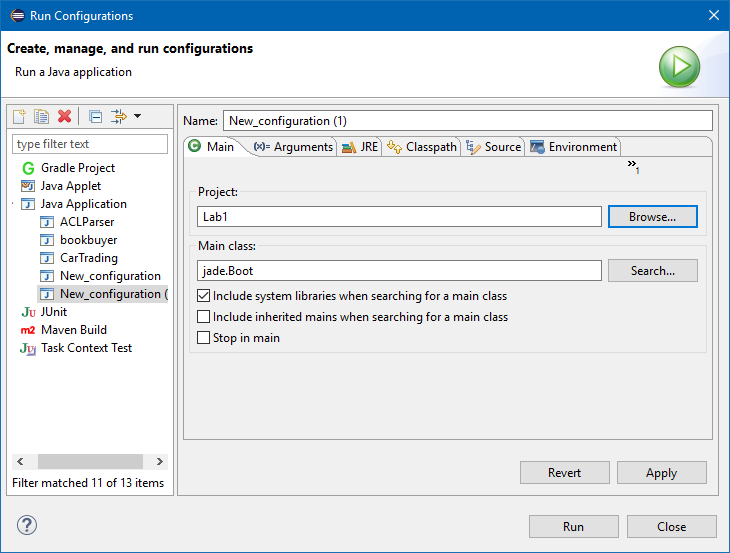 Run Configurations
Create, manage, and run configurations
Run a Java application
type filter text
Gradle Project
Java Applet
Java Application
ACLParser
bookbuyer
CarTrading
New_configuration
New_configuration (
JUnit
Maven Build
Task Context Test
Filter matched 11 of 13 items
Name: New_configuration (1)
Main (x)= Arguments JRE Classpath Source Environment
»1
Project:
Lab1 Browse...
Main class:
jade.Boot Search...
Include system libraries when searching for a main class
Include inherited mains when searching for a main class
Stop in main
Revert Apply
Run Close